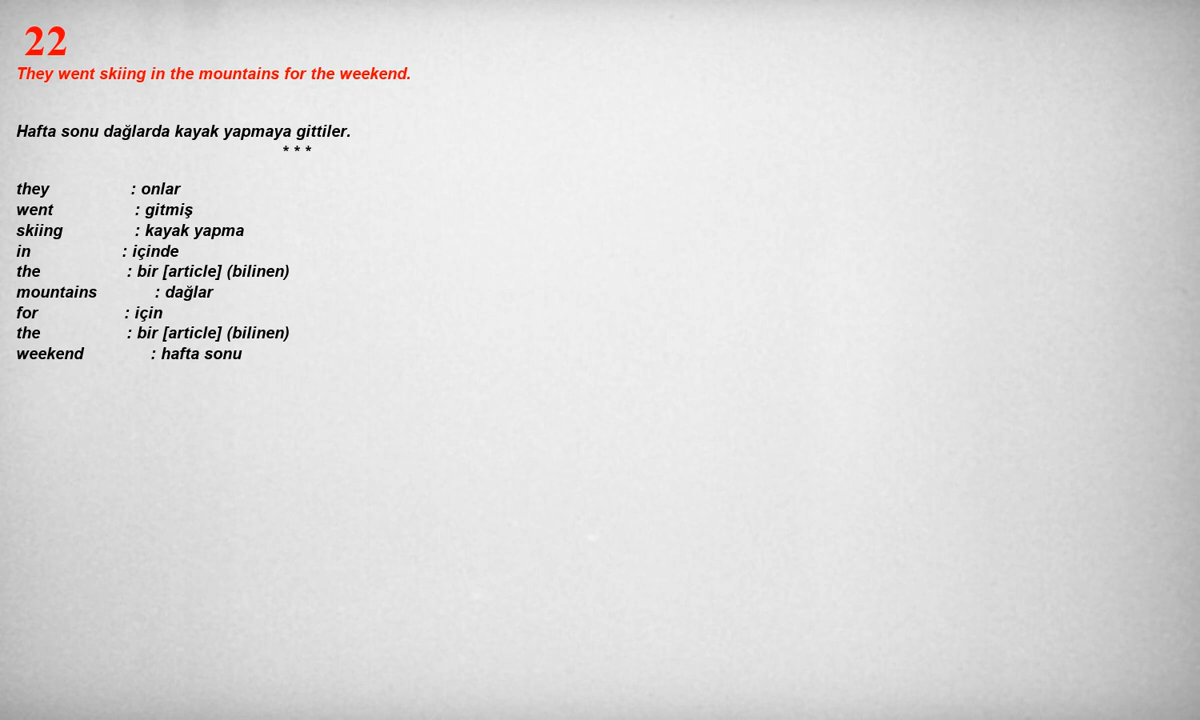 22
They went skiing in the mountains for the weekend.
Hafta sonu dağlarda kayak yapmaya gittiler.
* * *
they : onlar
went : gitmiş
skiing : kayak yapma
in : içinde
the : bir [article] (bilinen)
mountains : dağlar
for : için
the : bir [article] (bilinen)
weekend : hafta sonu